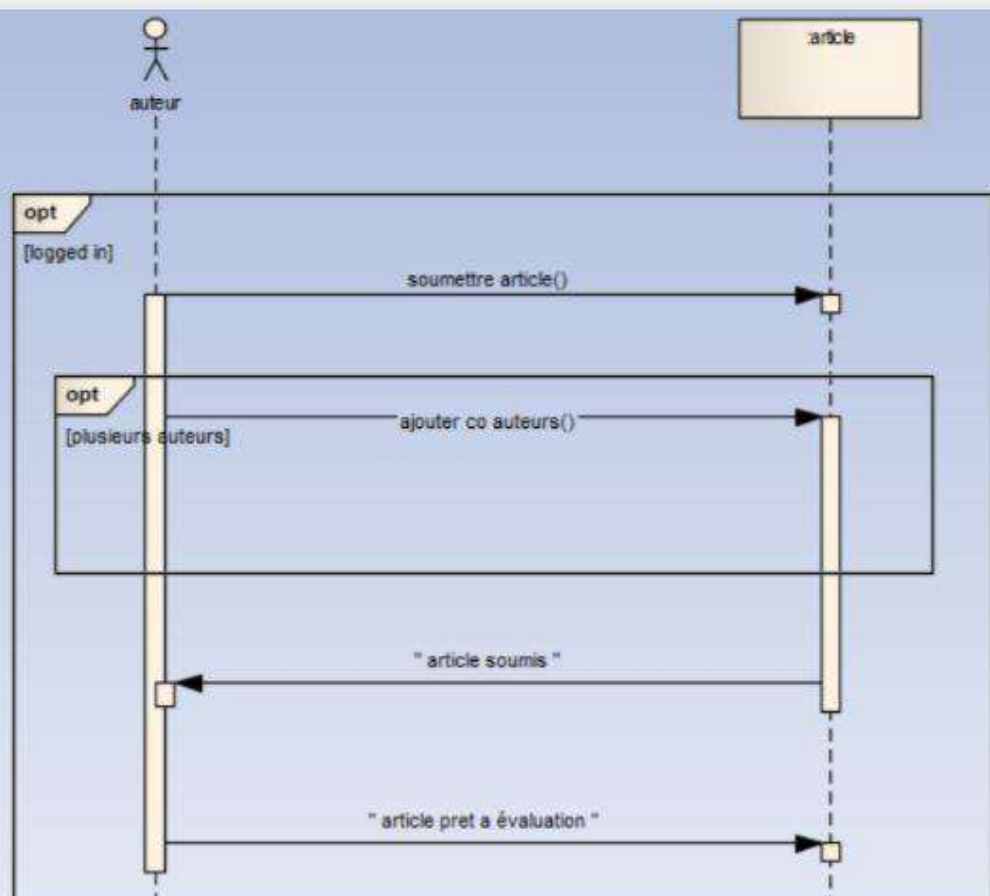 auteur
:article
opt
[logged in]
soumettre article()
opt
ajouter co auteurs()
[plusieurs auteurs]
" article soumis "
" article pret a évaluation "